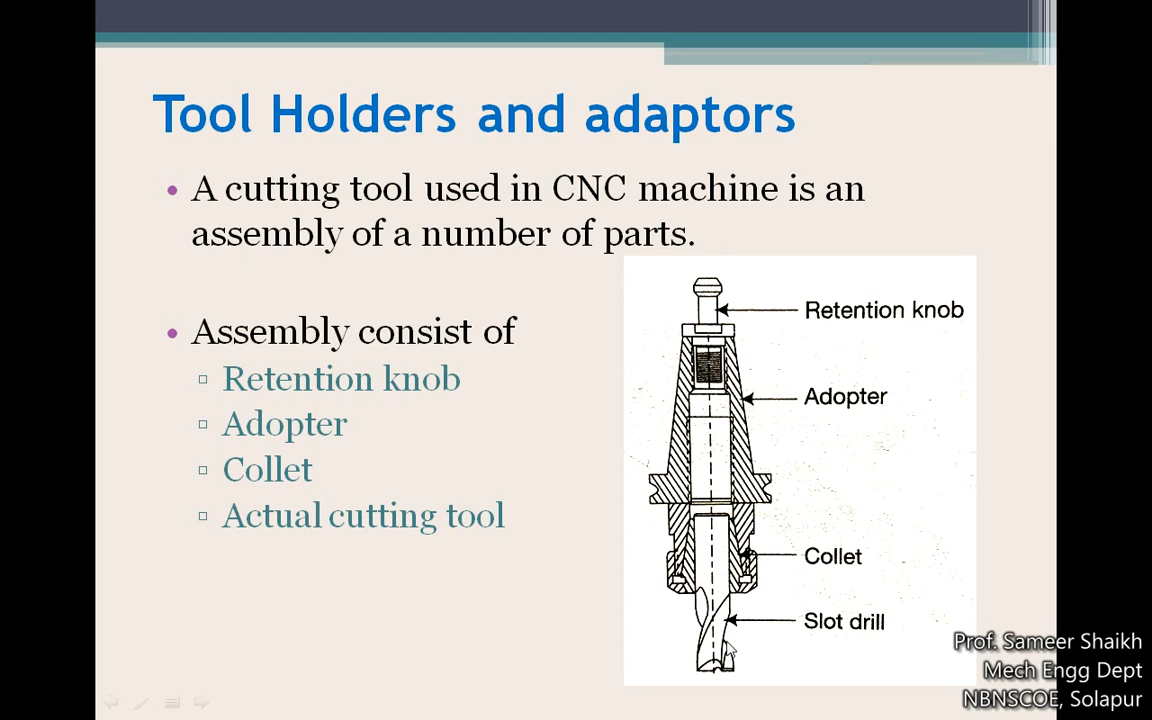 Tool Holders and adaptors
• A cutting tool used in CNC machine is an
assembly of a number of parts.
• Assembly consist of
▫ Retention knob
▫ Adopter
▫ Collet
▫ Actual cutting tool
Retention knob
Adopter
Collet
Slot drill
Prof. Sameer Shaikh
Mech Engg Dept
NBNSCOE, Solapur